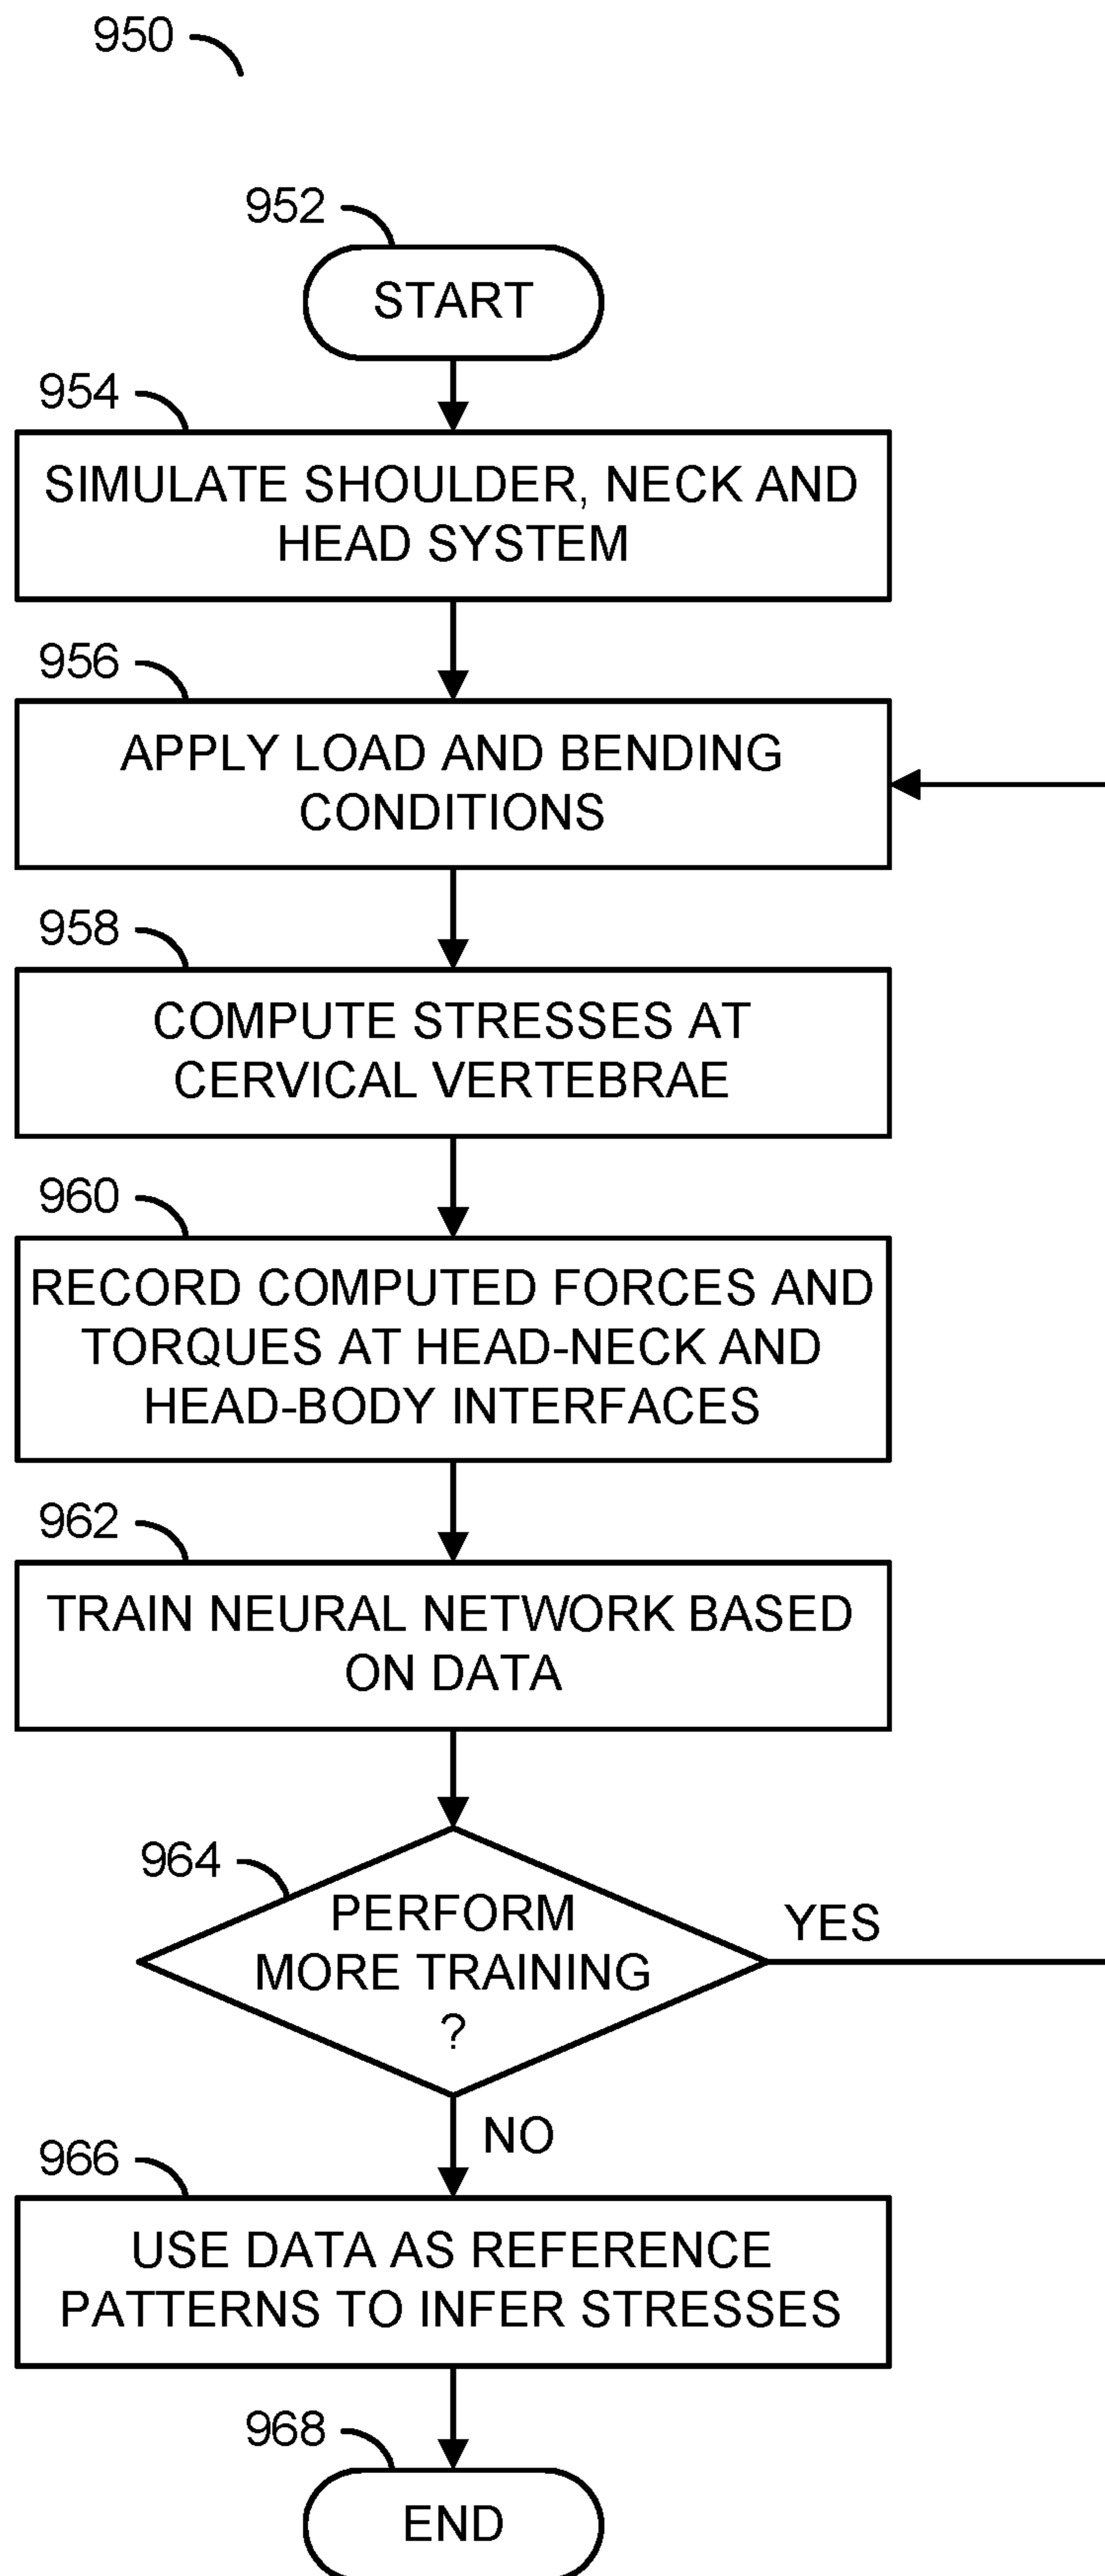 950
952
START
954
SIMULATE SHOULDER, NECK AND
HEAD SYSTEM
956
APPLY LOAD AND BENDING
CONDITIONS
958
COMPUTE STRESSES AT
CERVICAL VERTEBRAE
960
RECORD COMPUTED FORCES AND
TORQUES AT HEAD-NECK AND
HEAD-BODY INTERFACES
962
TRAIN NEURAL NETWORK BASED
ON DATA
964
PERFORM
MORE TRAINING
?
YES
NO
966
USE DATA AS REFERENCE
PATTERNS TO INFER STRESSES
968
END